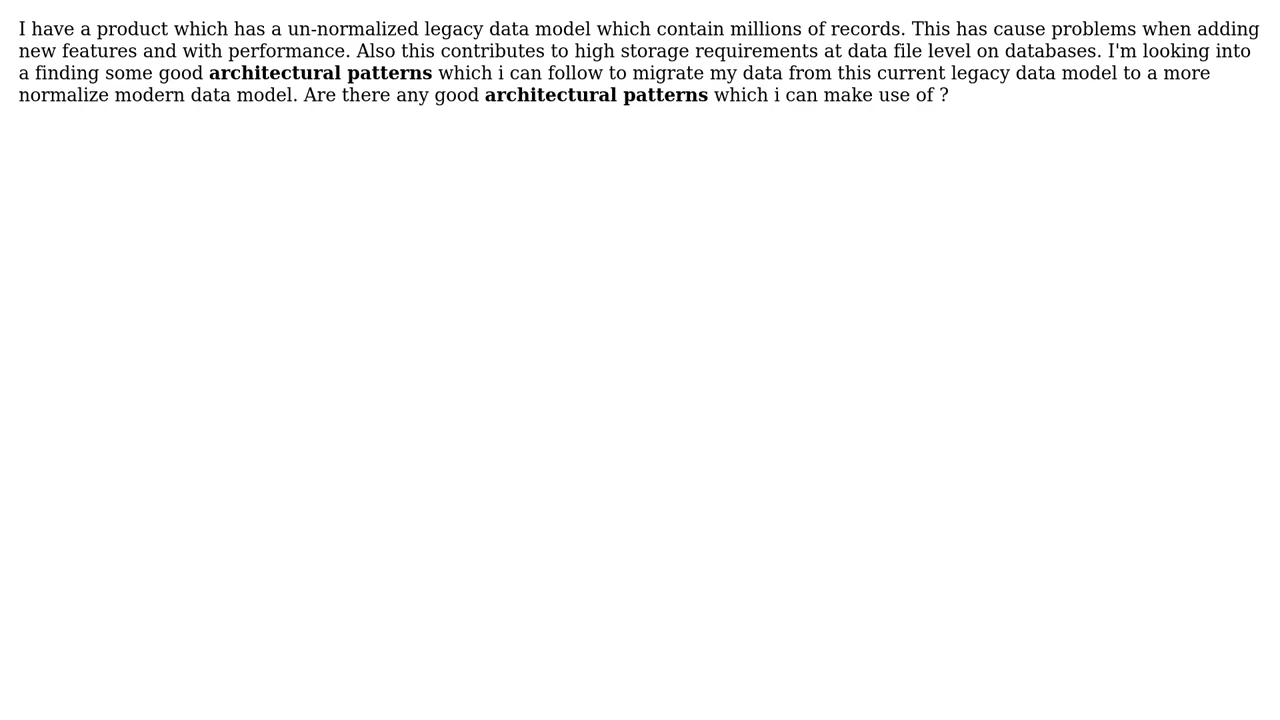 I have a product which has a un-normalized legacy data model which contain millions of records. This has cause problems when adding
new features and with performance. Also this contributes to high storage requirements at data file level on databases. I'm looking into
a finding some good architectural patterns which i can follow to migrate my data from this current legacy data model to a more
normalize modern data model. Are there any good architectural patterns which i can make use of ?